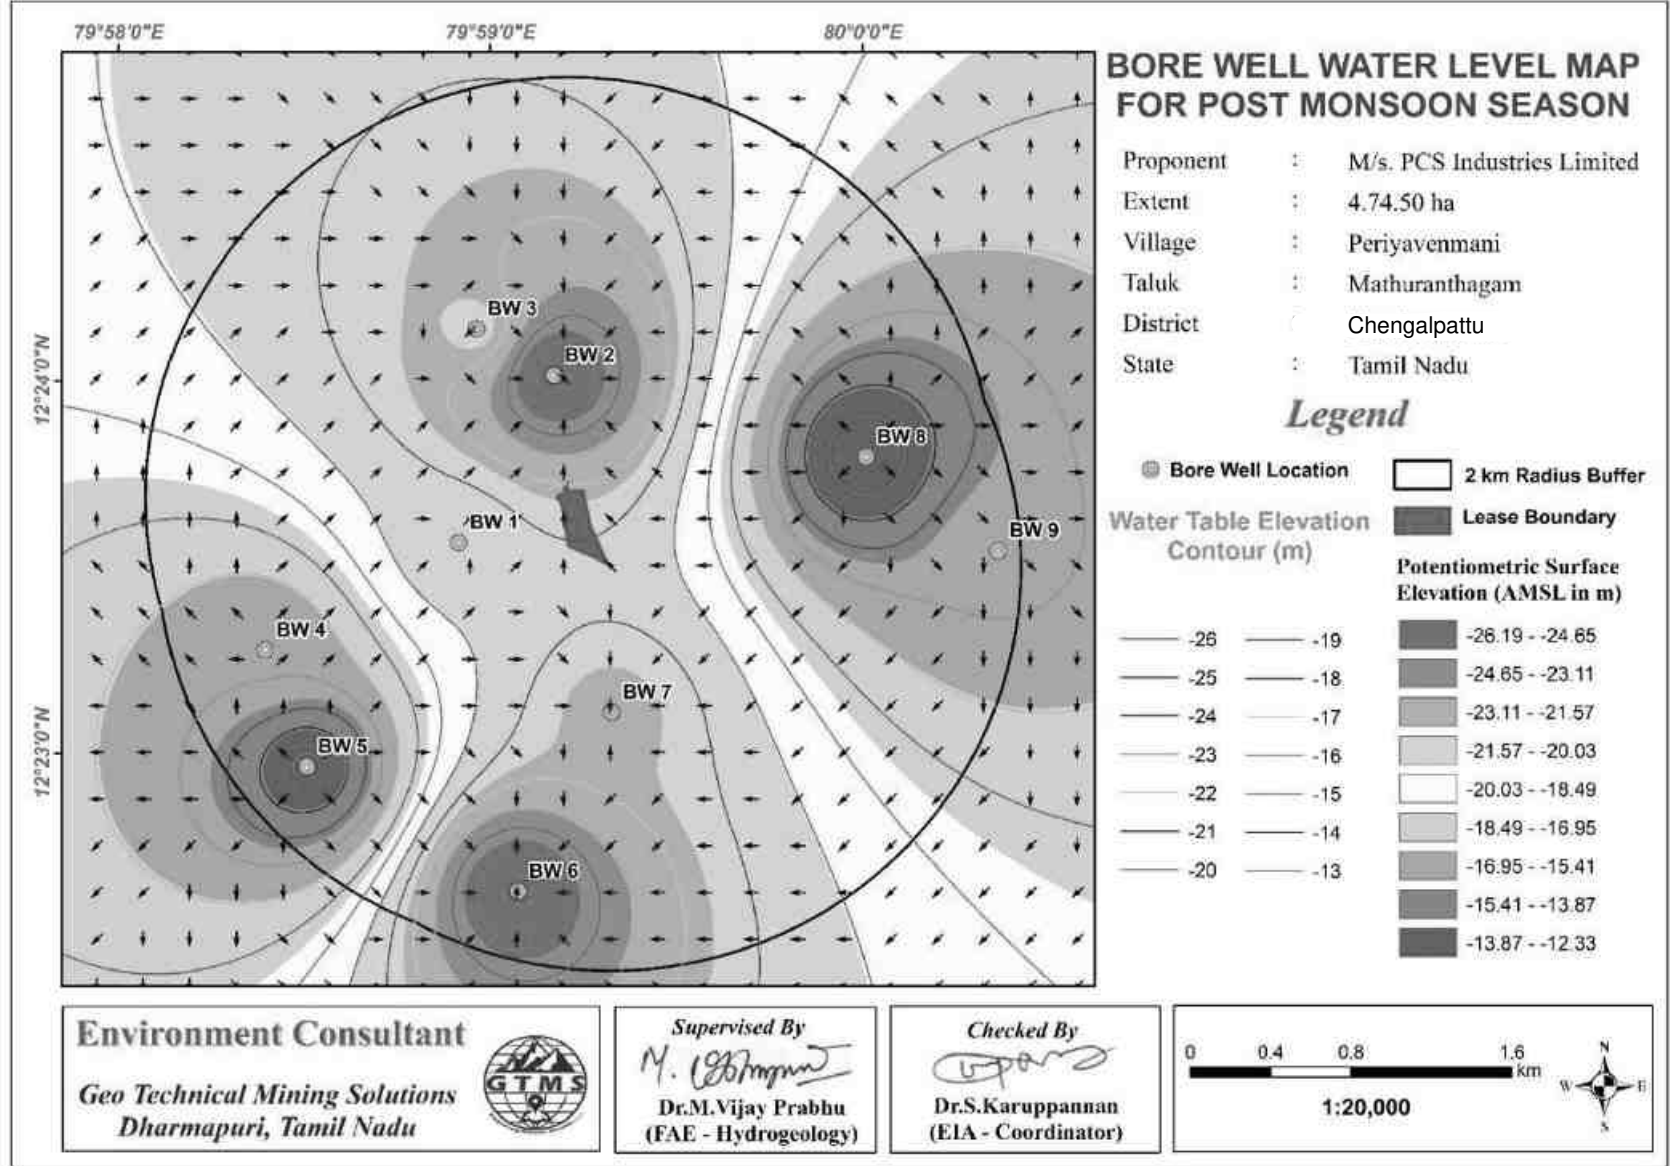 79°58'0"E
79°59'0"E
80°0'0"E
12°24'0"N
12°23'0"N
BW 3
BW 2
BW 8
BW 1
BW 9
BW 4
BW 7
BW 5
BW 6
BORE WELL WATER LEVEL MAP
FOR POST MONSOON SEASON
Proponent : M/s. PCS Industries Limited
Extent : 4.74.50 ha
Village : Periyavenmani
Taluk : Mathuranthagam
District : Chengalpattu
State : Tamil Nadu
Legend
Bore Well Location
2 km Radius Buffer
Lease Boundary
Water Table Elevation
Contour (m)
-26 -19
-25 -18
-24 -17
-23 -16
-22 -15
-21 -14
-20 -13
Potentiometric Surface
Elevation (AMSL in m)
-26.19 - -24.65
-24.65 - -23.11
-23.11 - -21.57
-21.57 - -20.03
-20.03 - -18.49
-18.49 - -16.95
-16.95 - -15.41
-15.41 - -13.87
-13.87 - -12.33
Environment Consultant
Geo Technical Mining Solutions
Dharmapuri, Tamil Nadu
GTMS
Supervised By
Dr.M.Vijay Prabhu
(FAE - Hydrogeology)
Checked By
Dr.S.Karuppannan
(EIA - Coordinator)
0 0.4 0.8 1.6
km
1:20,000
N
W E
S